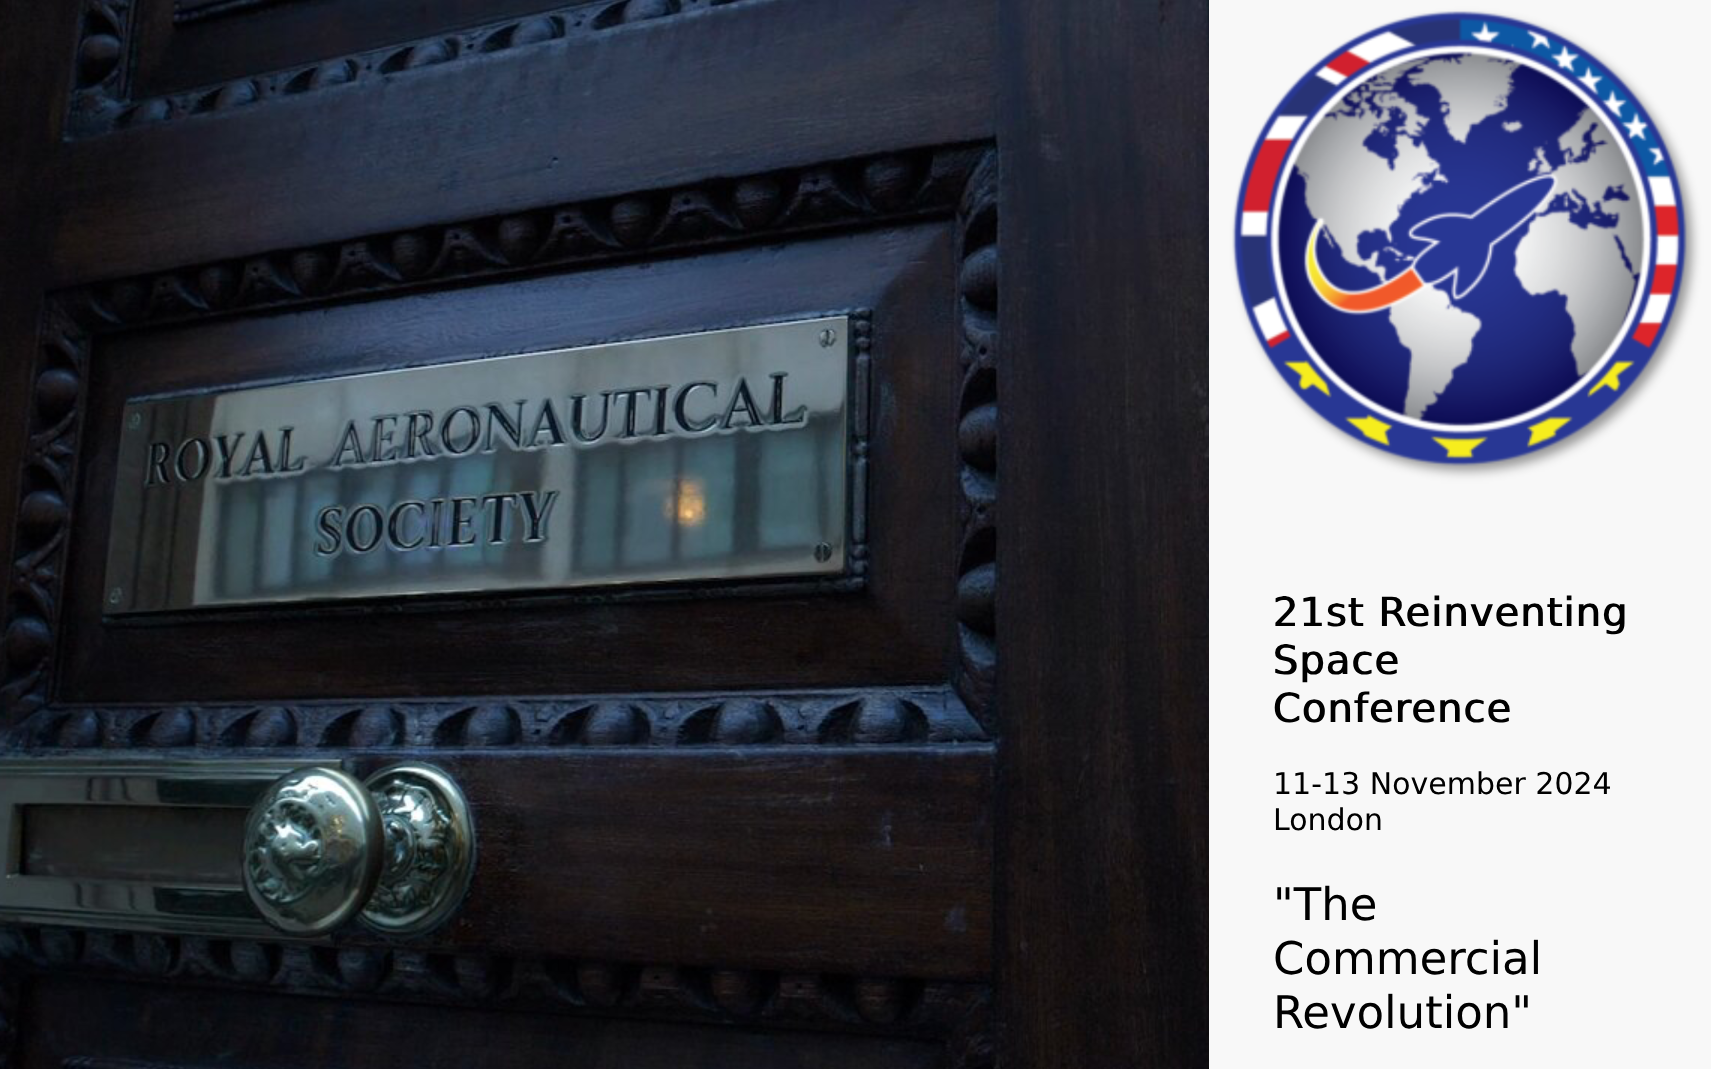 ROYAL AERONAUTICAL
SOCIETY
21st Reinventing
Space
Conference
11-13 November 2024
London
"The
Commercial
Revolution"